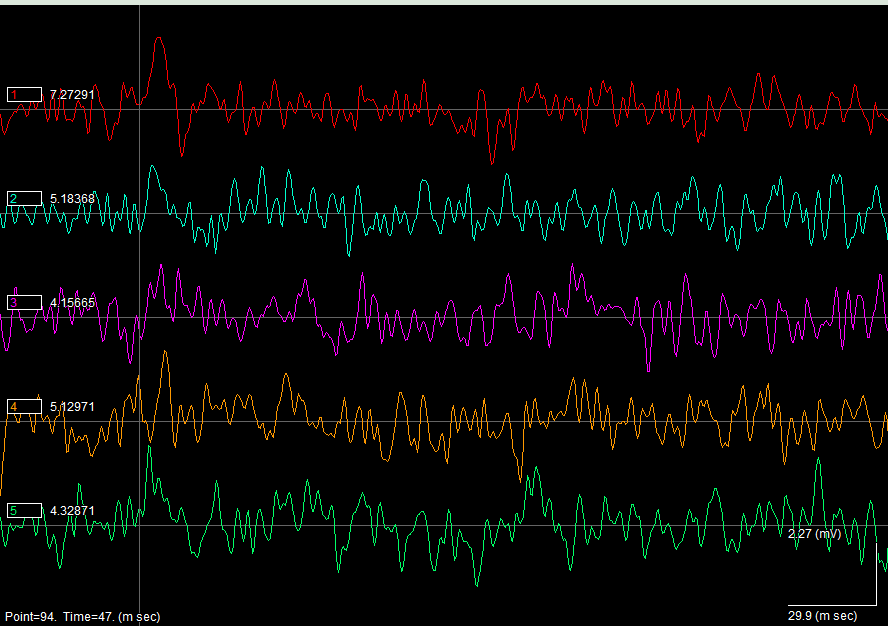 1 7.27291
2 5.18368
3 4.15665
4 5.12971
5 4.32871
2.27 (mV)
29.9 (m sec)
Point=94. Time=47. (m sec)